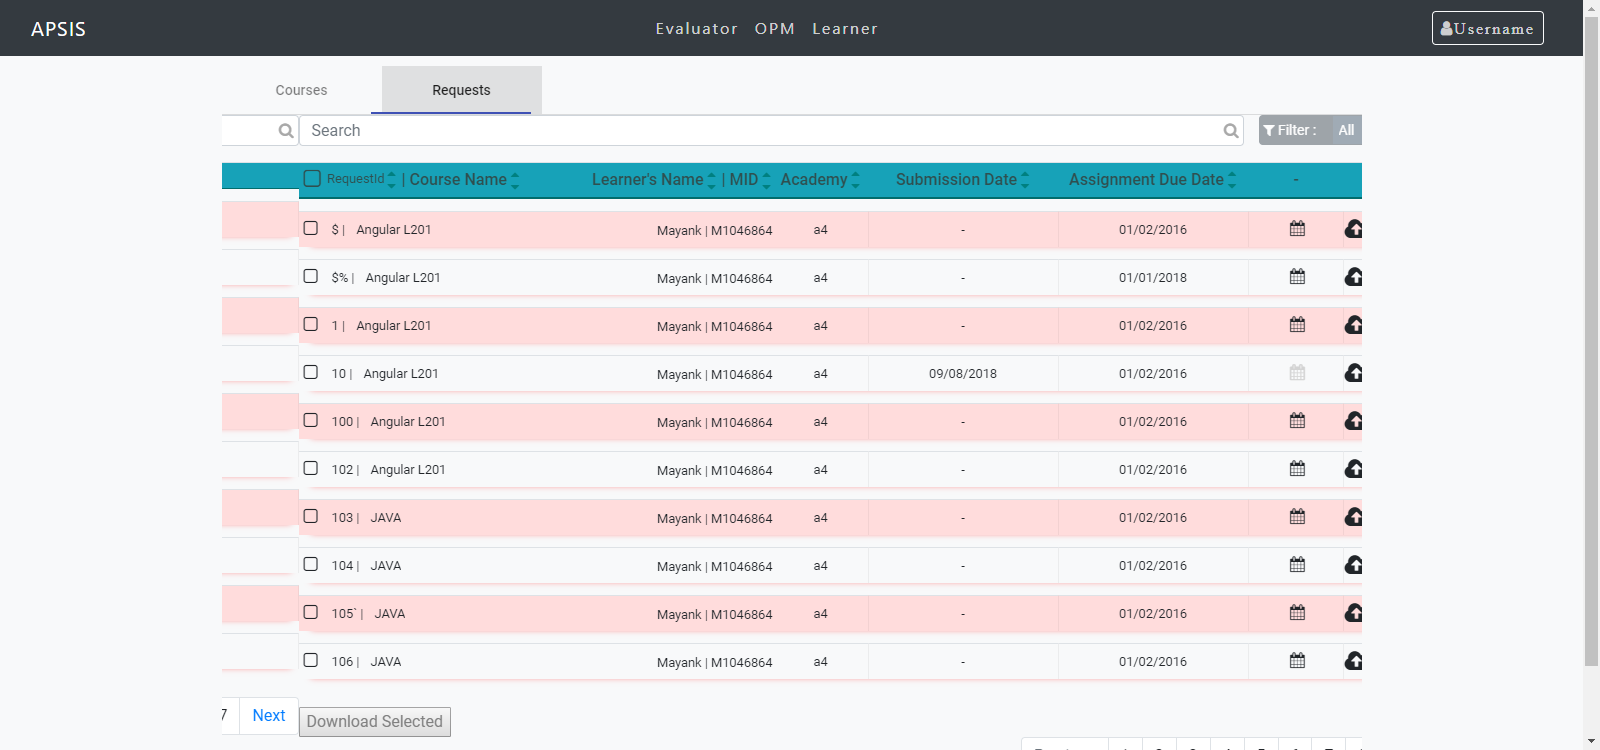 APSIS Evaluator OPM Learner Username
Courses Requests
Search Filter : All
RequestId | Course Name Learner's Name | MID Academy Submission Date Assignment Due Date -
$ | Angular L201 Mayank | M1046864 a4 - 01/02/2016
$% | Angular L201 Mayank | M1046864 a4 - 01/01/2018
1 | Angular L201 Mayank | M1046864 a4 - 01/02/2016
10 | Angular L201 Mayank | M1046864 a4 09/08/2018 01/02/2016
100 | Angular L201 Mayank | M1046864 a4 - 01/02/2016
102 | Angular L201 Mayank | M1046864 a4 - 01/02/2016
103 | JAVA Mayank | M1046864 a4 - 01/02/2016
104 | JAVA Mayank | M1046864 a4 - 01/02/2016
105` | JAVA Mayank | M1046864 a4 - 01/02/2016
106 | JAVA Mayank | M1046864 a4 - 01/02/2016
7 Next Download Selected